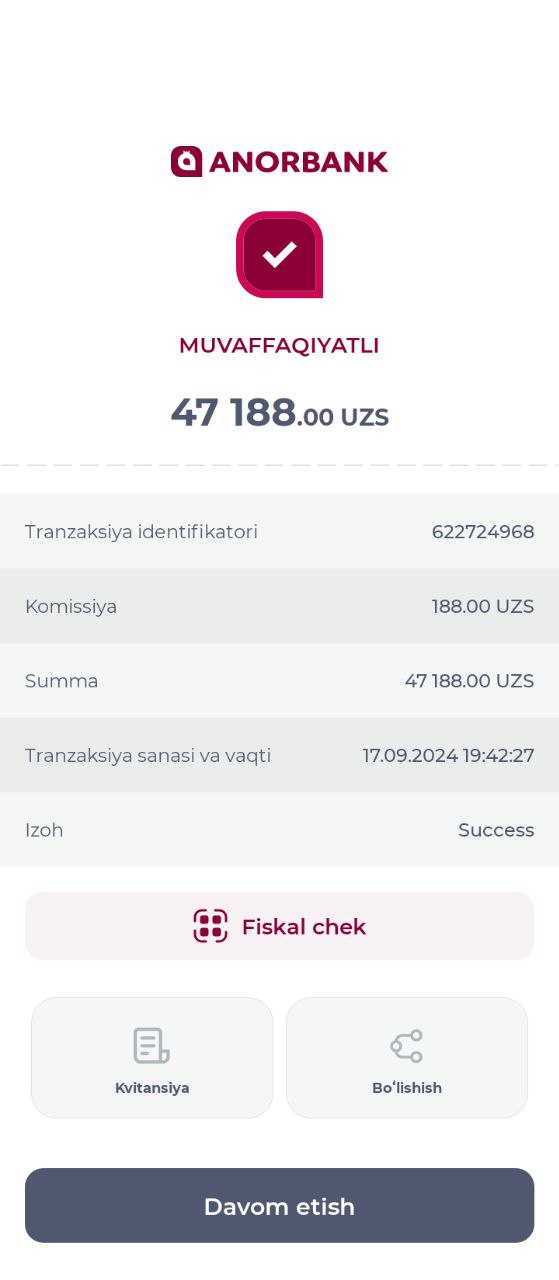 ANORBANK
MUVAFFAQIYATLI
47 188.00 UZS
Tranzaksiya identifikatori 622724968
Komissiya 188.00 UZS
Summa 47 188.00 UZS
Tranzaksiya sanasi va vaqti 17.09.2024 19:42:27
Izoh Success
Fiskal chek
Kvitansiya Boʻlishish
Davom etish